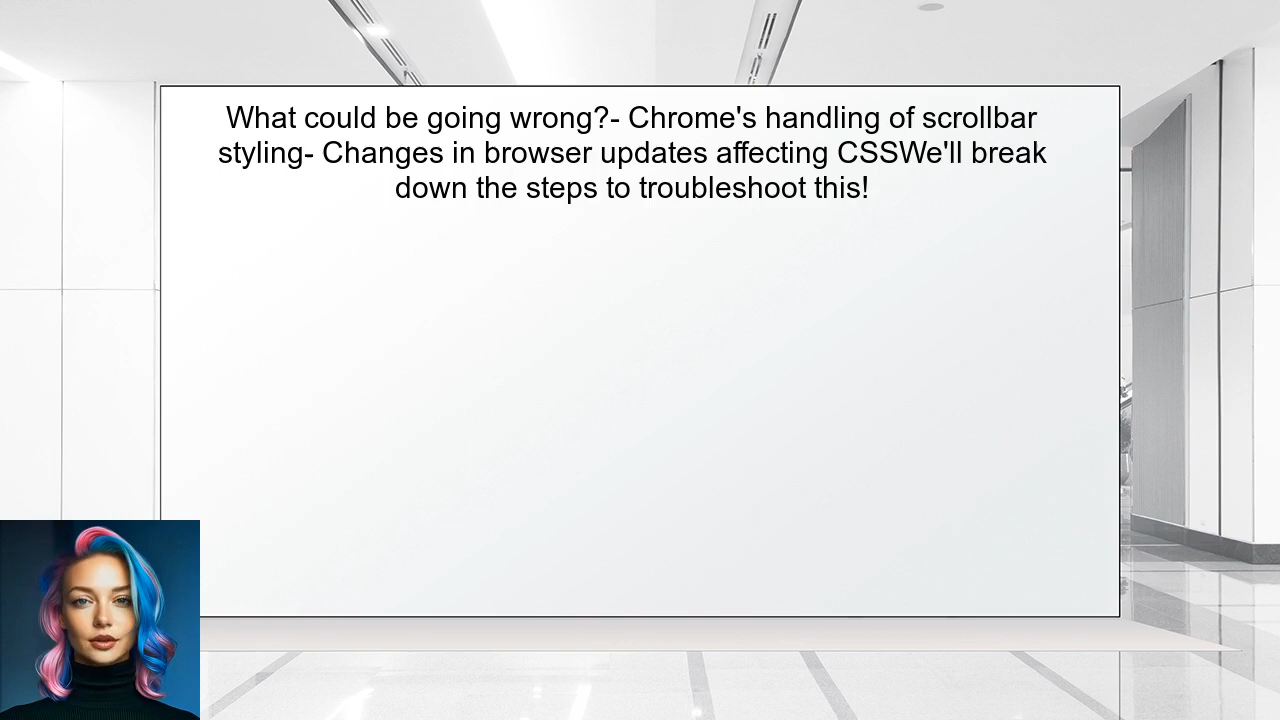 What could be going wrong?- Chrome's handling of scrollbar
styling- Changes in browser updates affecting CSSWe'll break
down the steps to troubleshoot this!